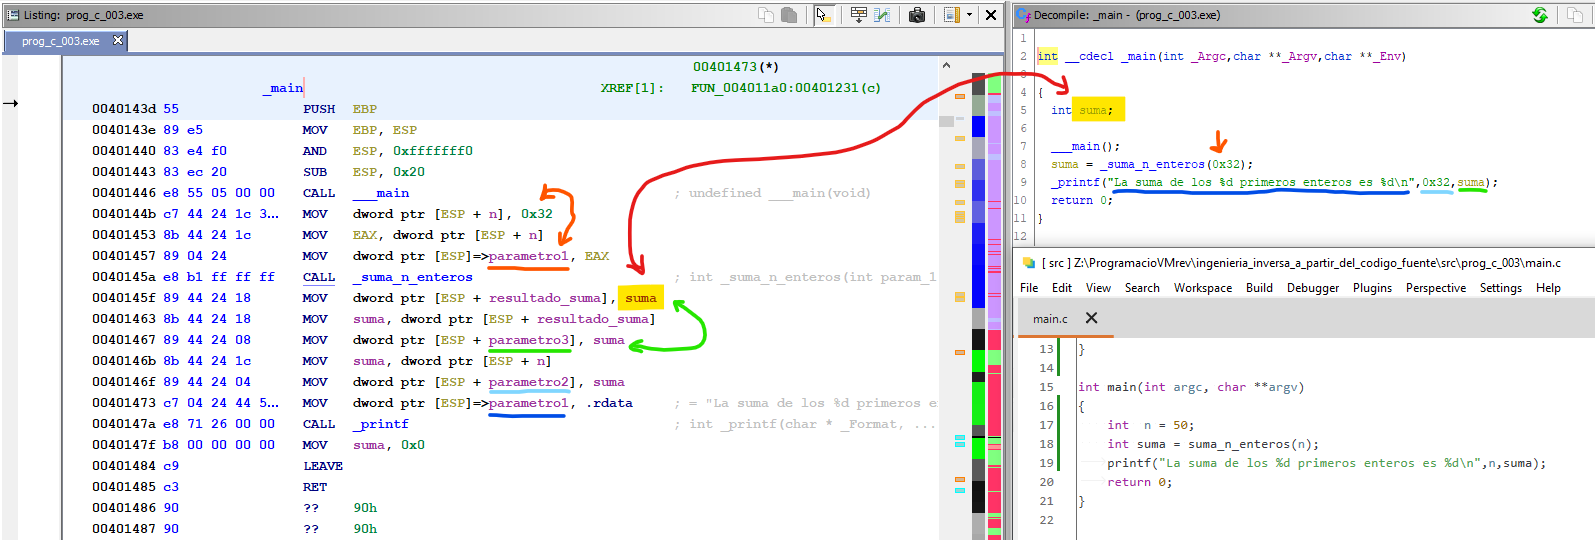 Listing: prog_c_003.exe
prog_c_003.exe
00401473(*)
_main XREF[1]: FUN_004011a0:00401231(c)
0040143d 55 PUSH EBP
0040143e 89 e5 MOV EBP, ESP
00401440 83 e4 f0 AND ESP, 0xfffffff0
00401443 83 ec 20 SUB ESP, 0x20
00401446 e8 55 05 00 00 CALL ___main ; undefined ___main(void)
0040144b c7 44 24 1c 3... MOV dword ptr [ESP + n], 0x32
00401453 8b 44 24 1c MOV EAX, dword ptr [ESP + n]
00401457 89 04 24 MOV dword ptr [ESP]=>parametro1, EAX
0040145a e8 b1 ff ff ff CALL _suma_n_enteros ; int _suma_n_enteros(int param_1
0040145f 89 44 24 18 MOV dword ptr [ESP + resultado_suma], suma
00401463 8b 44 24 18 MOV suma, dword ptr [ESP + resultado_suma]
00401467 89 44 24 08 MOV dword ptr [ESP + parametro3], suma
0040146b 8b 44 24 1c MOV suma, dword ptr [ESP + n]
0040146f 89 44 24 04 MOV dword ptr [ESP + parametro2], suma
00401473 c7 04 24 44 5... MOV dword ptr [ESP]=>parametro1, .rdata ; = "La suma de los %d primeros e
0040147a e8 71 26 00 00 CALL _printf ; int _printf(char * _Format, ...
0040147f b8 00 00 00 00 MOV suma, 0x0
00401484 c9 LEAVE
00401485 c3 RET
00401486 90 ?? 90h
00401487 90 ?? 90h
Decompile: _main - (prog_c_003.exe)
1
2 int __cdecl _main(int _Argc,char **_Argv,char **_Env)
4 {
5 int suma;
6
7 ___main();
8 suma = _suma_n_enteros(0x32);
9 _printf("La suma de los %d primeros enteros es %d\n",0x32,suma);
10 return 0;
11 }
12
[ src ] Z:\ProgramacioVMrev\ingenieria_inversa_a_partir_del_codigo_fuente\src\prog_c_003\main.c
File Edit View Search Workspace Build Debugger Plugins Perspective Settings Help
main.c
13 }
14
15 int main(int argc, char **argv)
16 {
17 int n = 50;
18 int suma = suma_n_enteros(n);
19 printf("La suma de los %d primeros enteros es %d\n",n,suma);
20 return 0;
21 }
22